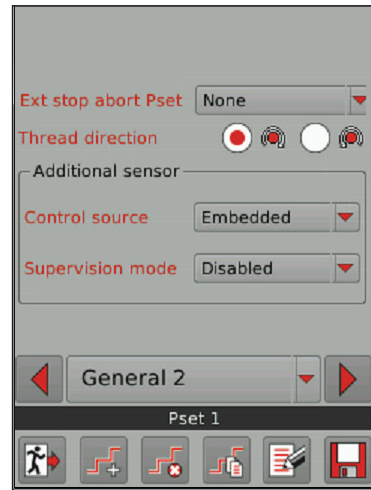 Ext stop abort Pset None
Thread direction
Additional sensor
Control source Embedded
Supervision mode Disabled
General 2
Pset 1